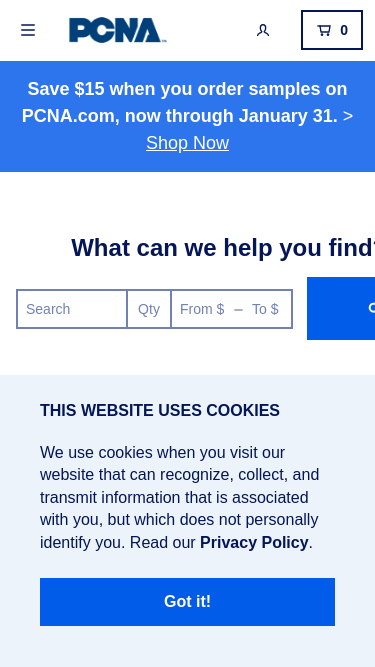 PCNA
0
Save $15 when you order samples on
PCNA.com, now through January 31. >
Shop Now
What can we help you find?
Search
Qty
From $ – To $
THIS WEBSITE USES COOKIES
We use cookies when you visit our
website that can recognize, collect, and
transmit information that is associated
with you, but which does not personally
identify you. Read our Privacy Policy.
Got it!